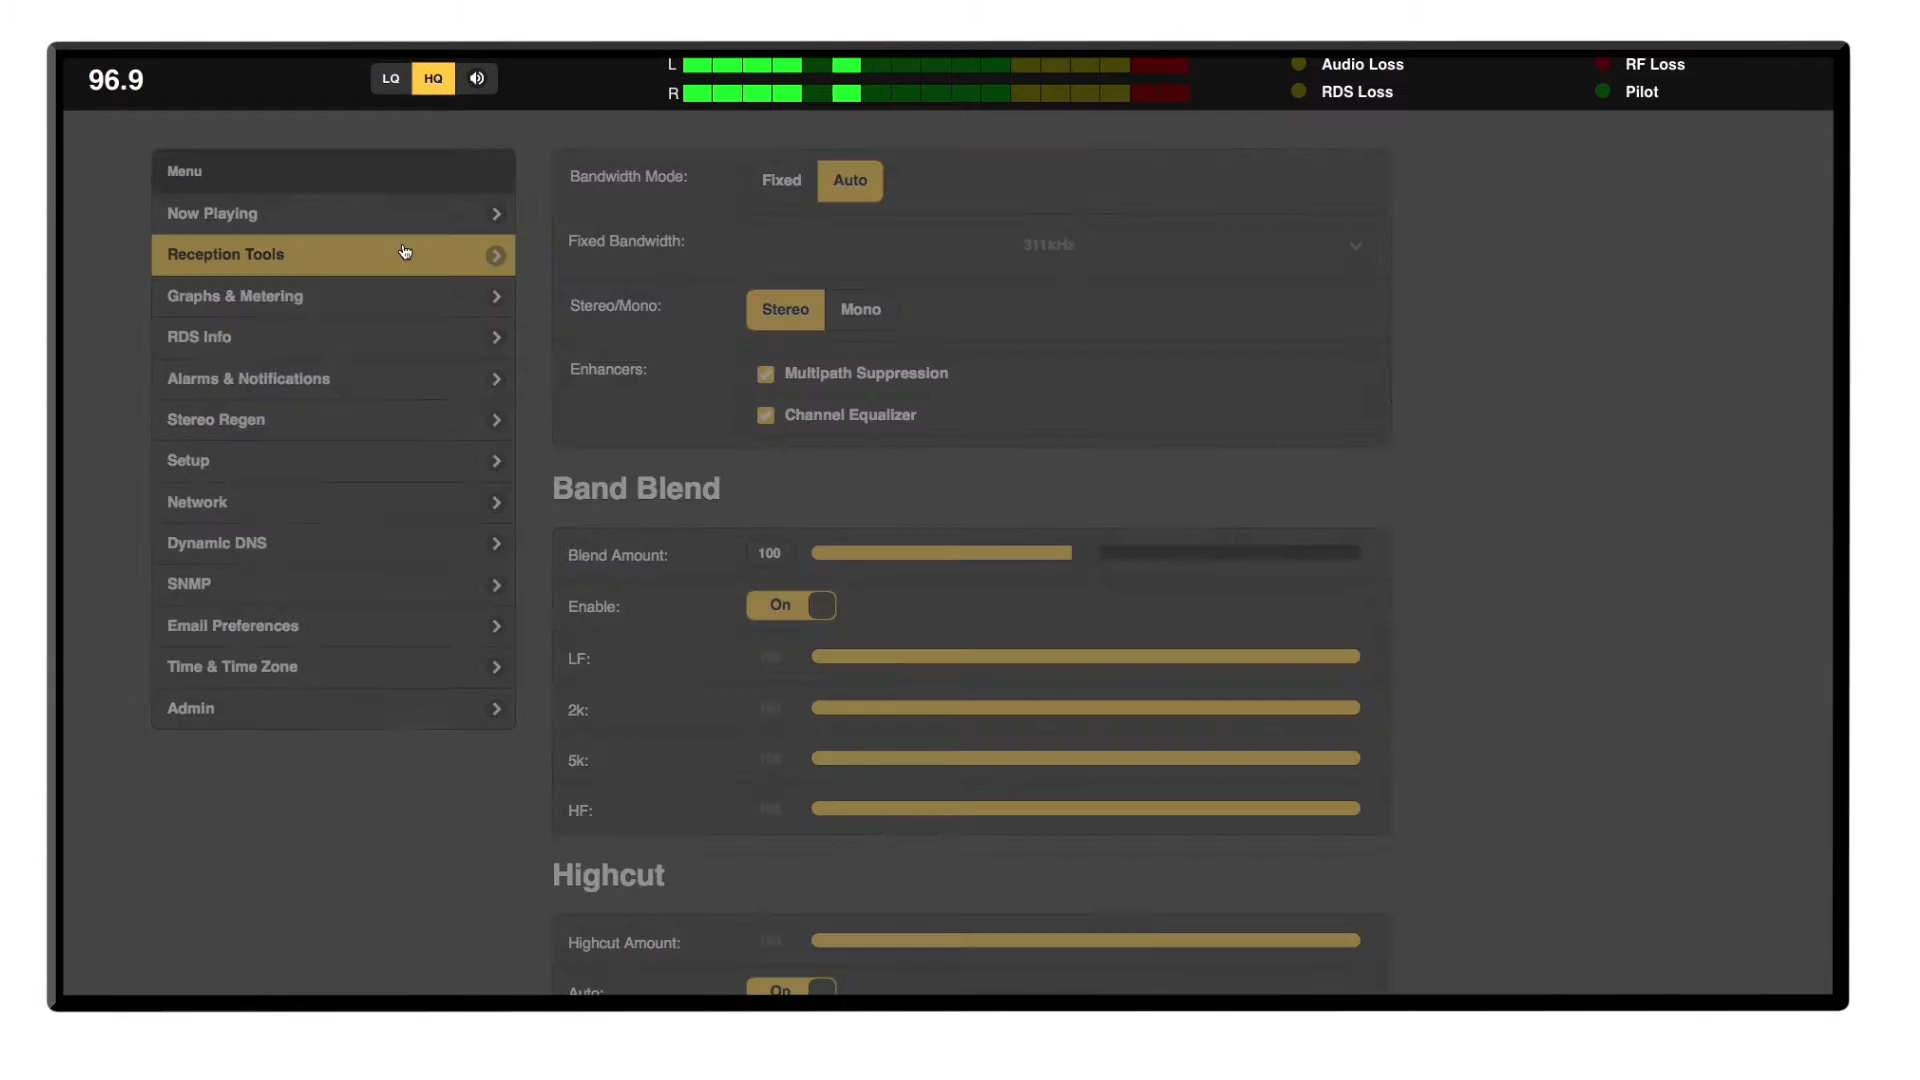 96.9
LQ HQ
L
R
Audio Loss
RDS Loss
RF Loss
Pilot
Menu
Now Playing
Reception Tools
Graphs & Metering
RDS Info
Alarms & Notifications
Stereo Regen
Setup
Network
Dynamic DNS
SNMP
Email Preferences
Time & Time Zone
Admin
Bandwidth Mode: Fixed Auto
Fixed Bandwidth: 311kHz
Stereo/Mono: Stereo Mono
Enhancers: Multipath Suppression
Channel Equalizer
Band Blend
Blend Amount: 100
Enable: On
LF:
2k:
5k:
HF:
Highcut
Highcut Amount:
Auto: On